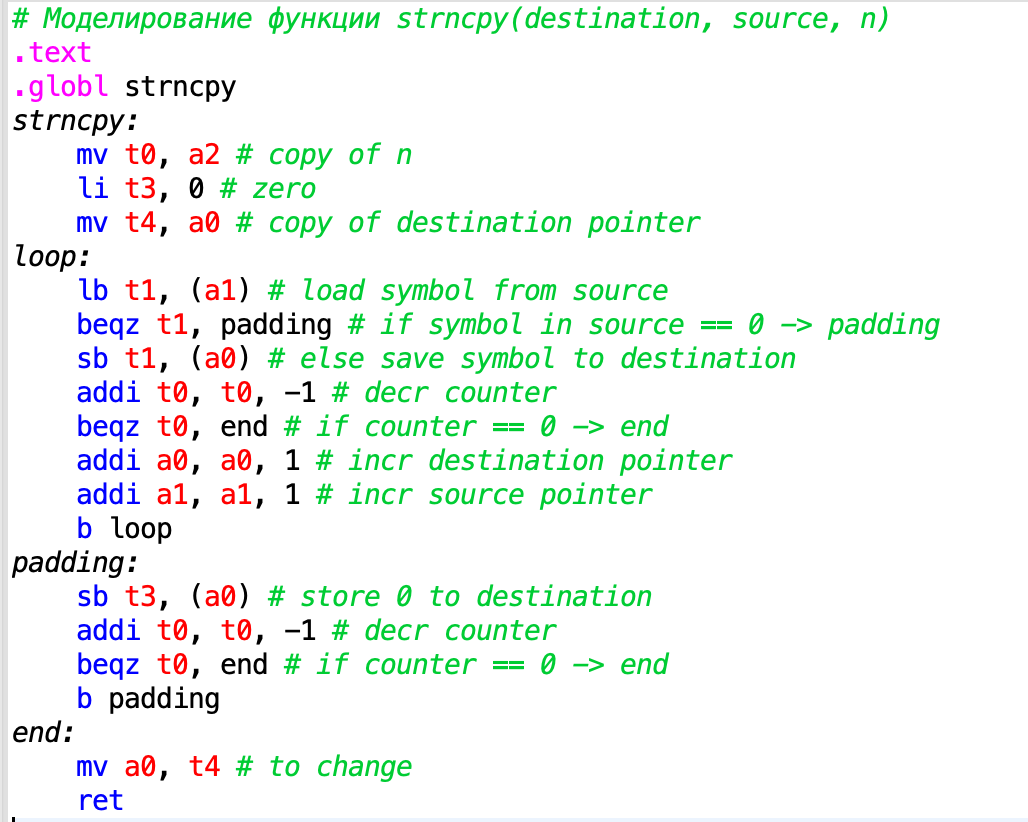 # Моделирование функции strncpy(destination, source, n)
.text
.globl strncpy
strncpy:
    mv t0, a2 # copy of n
    li t3, 0 # zero
    mv t4, a0 # copy of destination pointer
loop:
    lb t1, (a1) # load symbol from source
    beqz t1, padding # if symbol in source == 0 -> padding
    sb t1, (a0) # else save symbol to destination
    addi t0, t0, -1 # decr counter
    beqz t0, end # if counter == 0 -> end
    addi a0, a0, 1 # incr destination pointer
    addi a1, a1, 1 # incr source pointer
    b loop
padding:
    sb t3, (a0) # store 0 to destination
    addi t0, t0, -1 # decr counter
    beqz t0, end # if counter == 0 -> end
    b padding
end:
    mv a0, t4 # to change
    ret